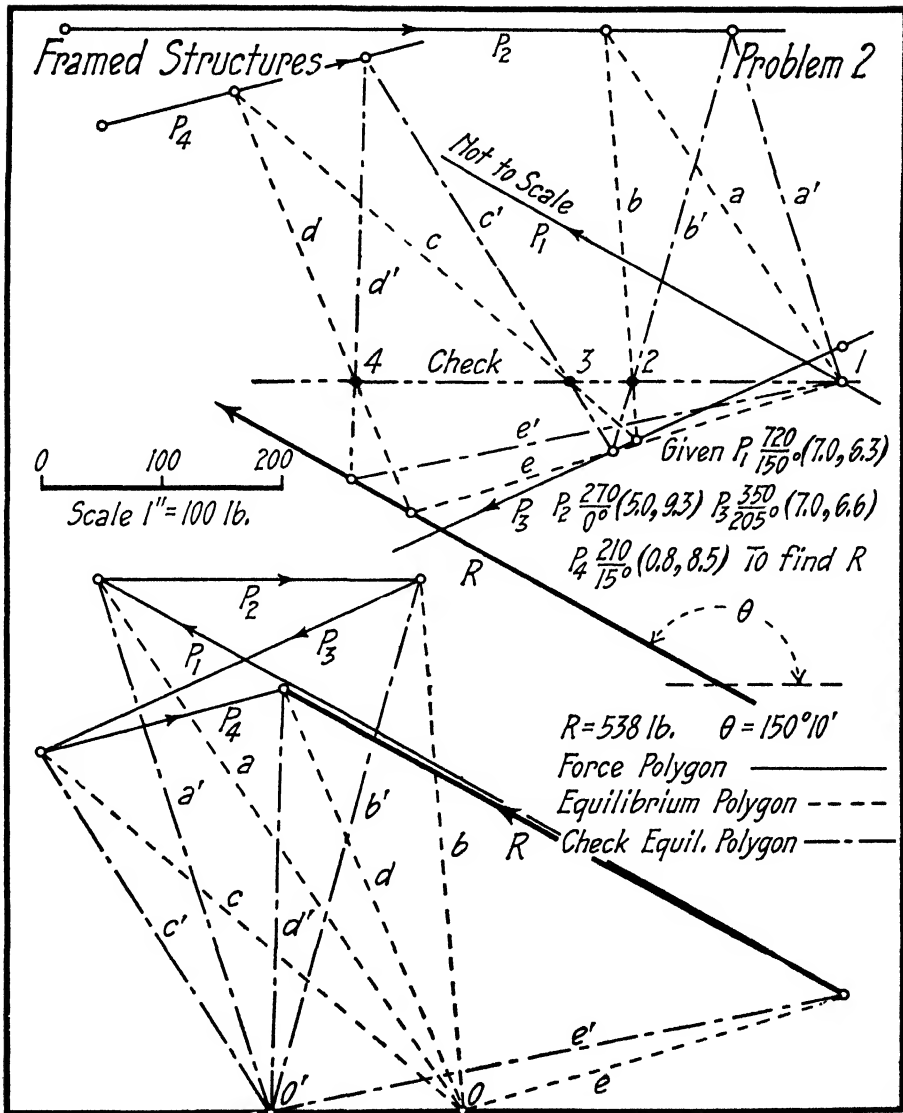 P2
Framed Structures
Problem 2
P4
Not to Scale
P1
a
a'
b
b'
c'
c
d
d'
4
Check
3
2
1
e'
e
0 100 200
Scale 1"=100 lb.
Given P1 720/150° (7.0, 6.3)
P3 P2 270/0° (5.0, 9.3) P3 350/205° (7.0, 6.6)
P4 210/15° (0.8, 8.5) To find R
R
θ
P2
P1
P3
P4
R=538 lb. θ=150°10'
Force Polygon
Equilibrium Polygon
Check Equil. Polygon
a
a'
b'
b
R
c
c'
d'
d
e'
e
O'
O